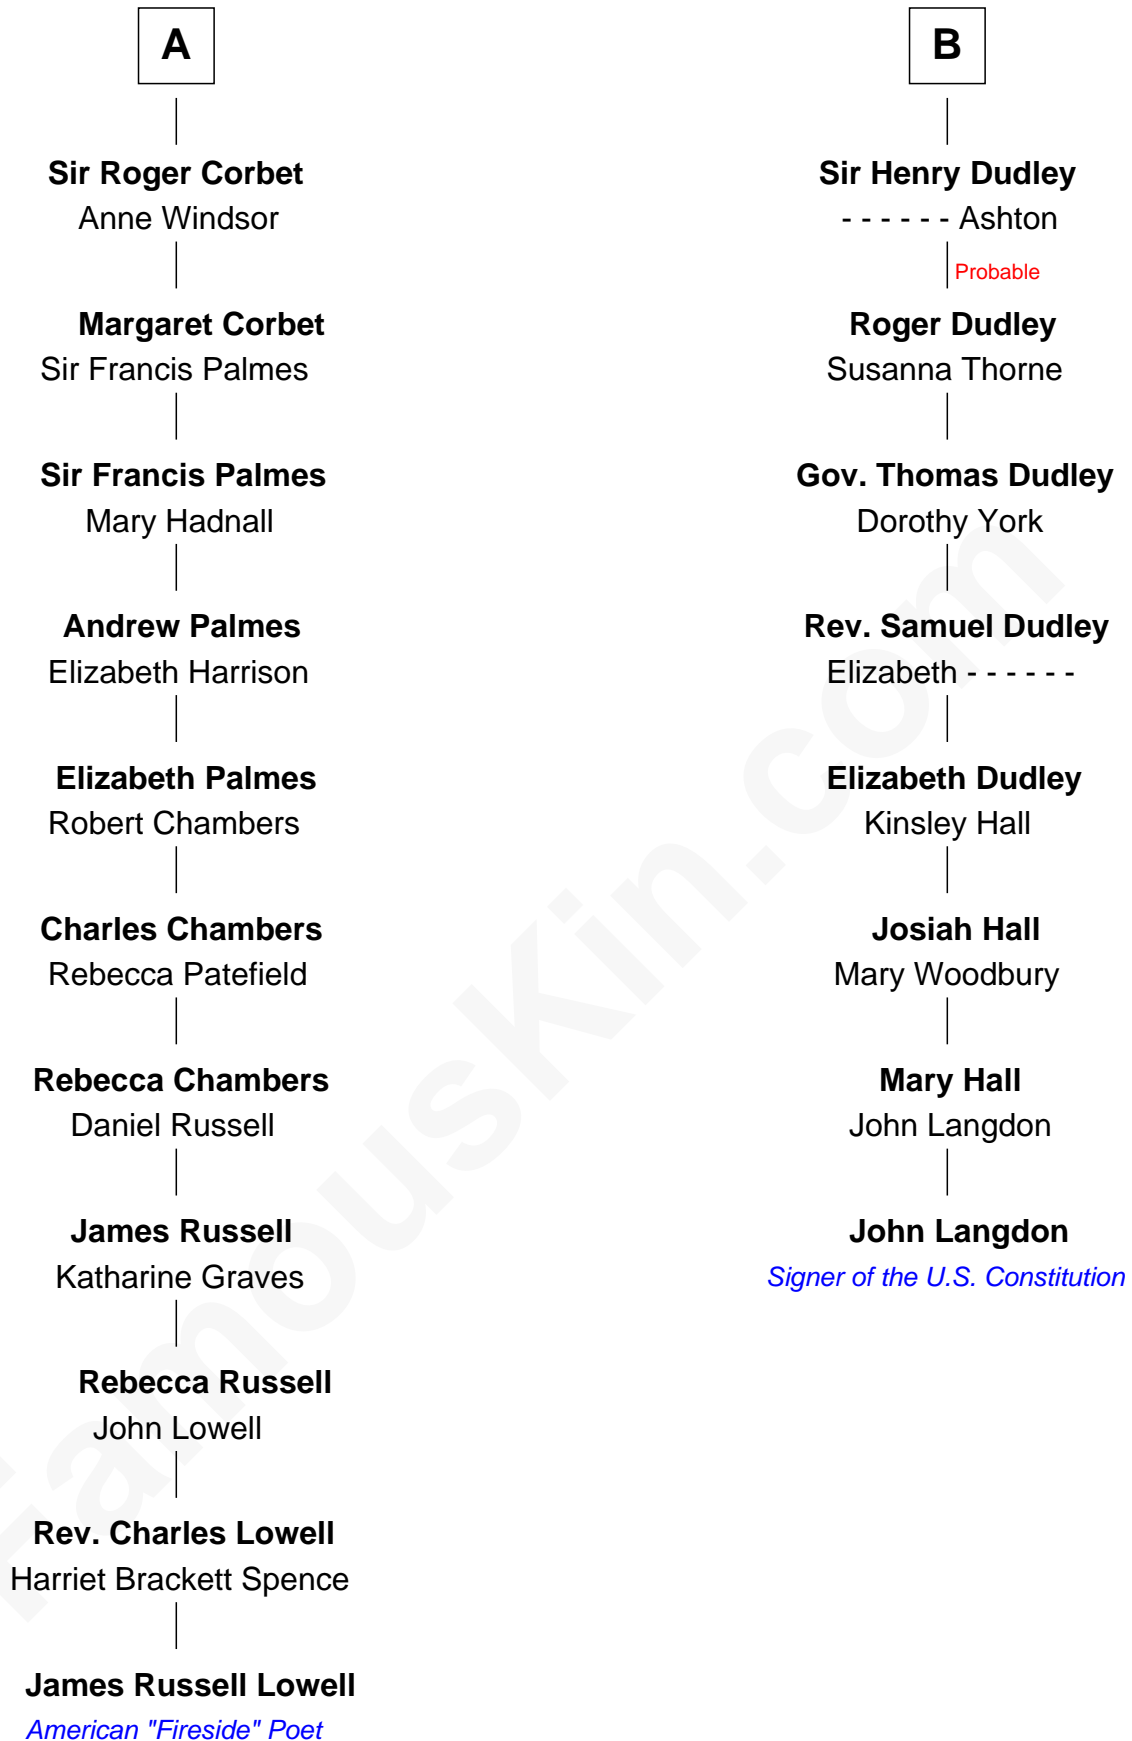 A
Sir Roger Corbet
Anne Windsor
Margaret Corbet
Sir Francis Palmes
Sir Francis Palmes
Mary Hadnall
Andrew Palmes
Elizabeth Harrison
Elizabeth Palmes
Robert Chambers
Charles Chambers
Rebecca Patefield
Rebecca Chambers
Daniel Russell
James Russell
Katharine Graves
Rebecca Russell
John Lowell
Rev. Charles Lowell
Harriet Brackett Spence
James Russell Lowell
American "Fireside" Poet
B
Sir Henry Dudley
- - - - - - Ashton
Probable
Roger Dudley
Susanna Thorne
Gov. Thomas Dudley
Dorothy York
Rev. Samuel Dudley
Elizabeth - - - - - -
Elizabeth Dudley
Kinsley Hall
Josiah Hall
Mary Woodbury
Mary Hall
John Langdon
John Langdon
Signer of the U.S. Constitution
FamousKin.com